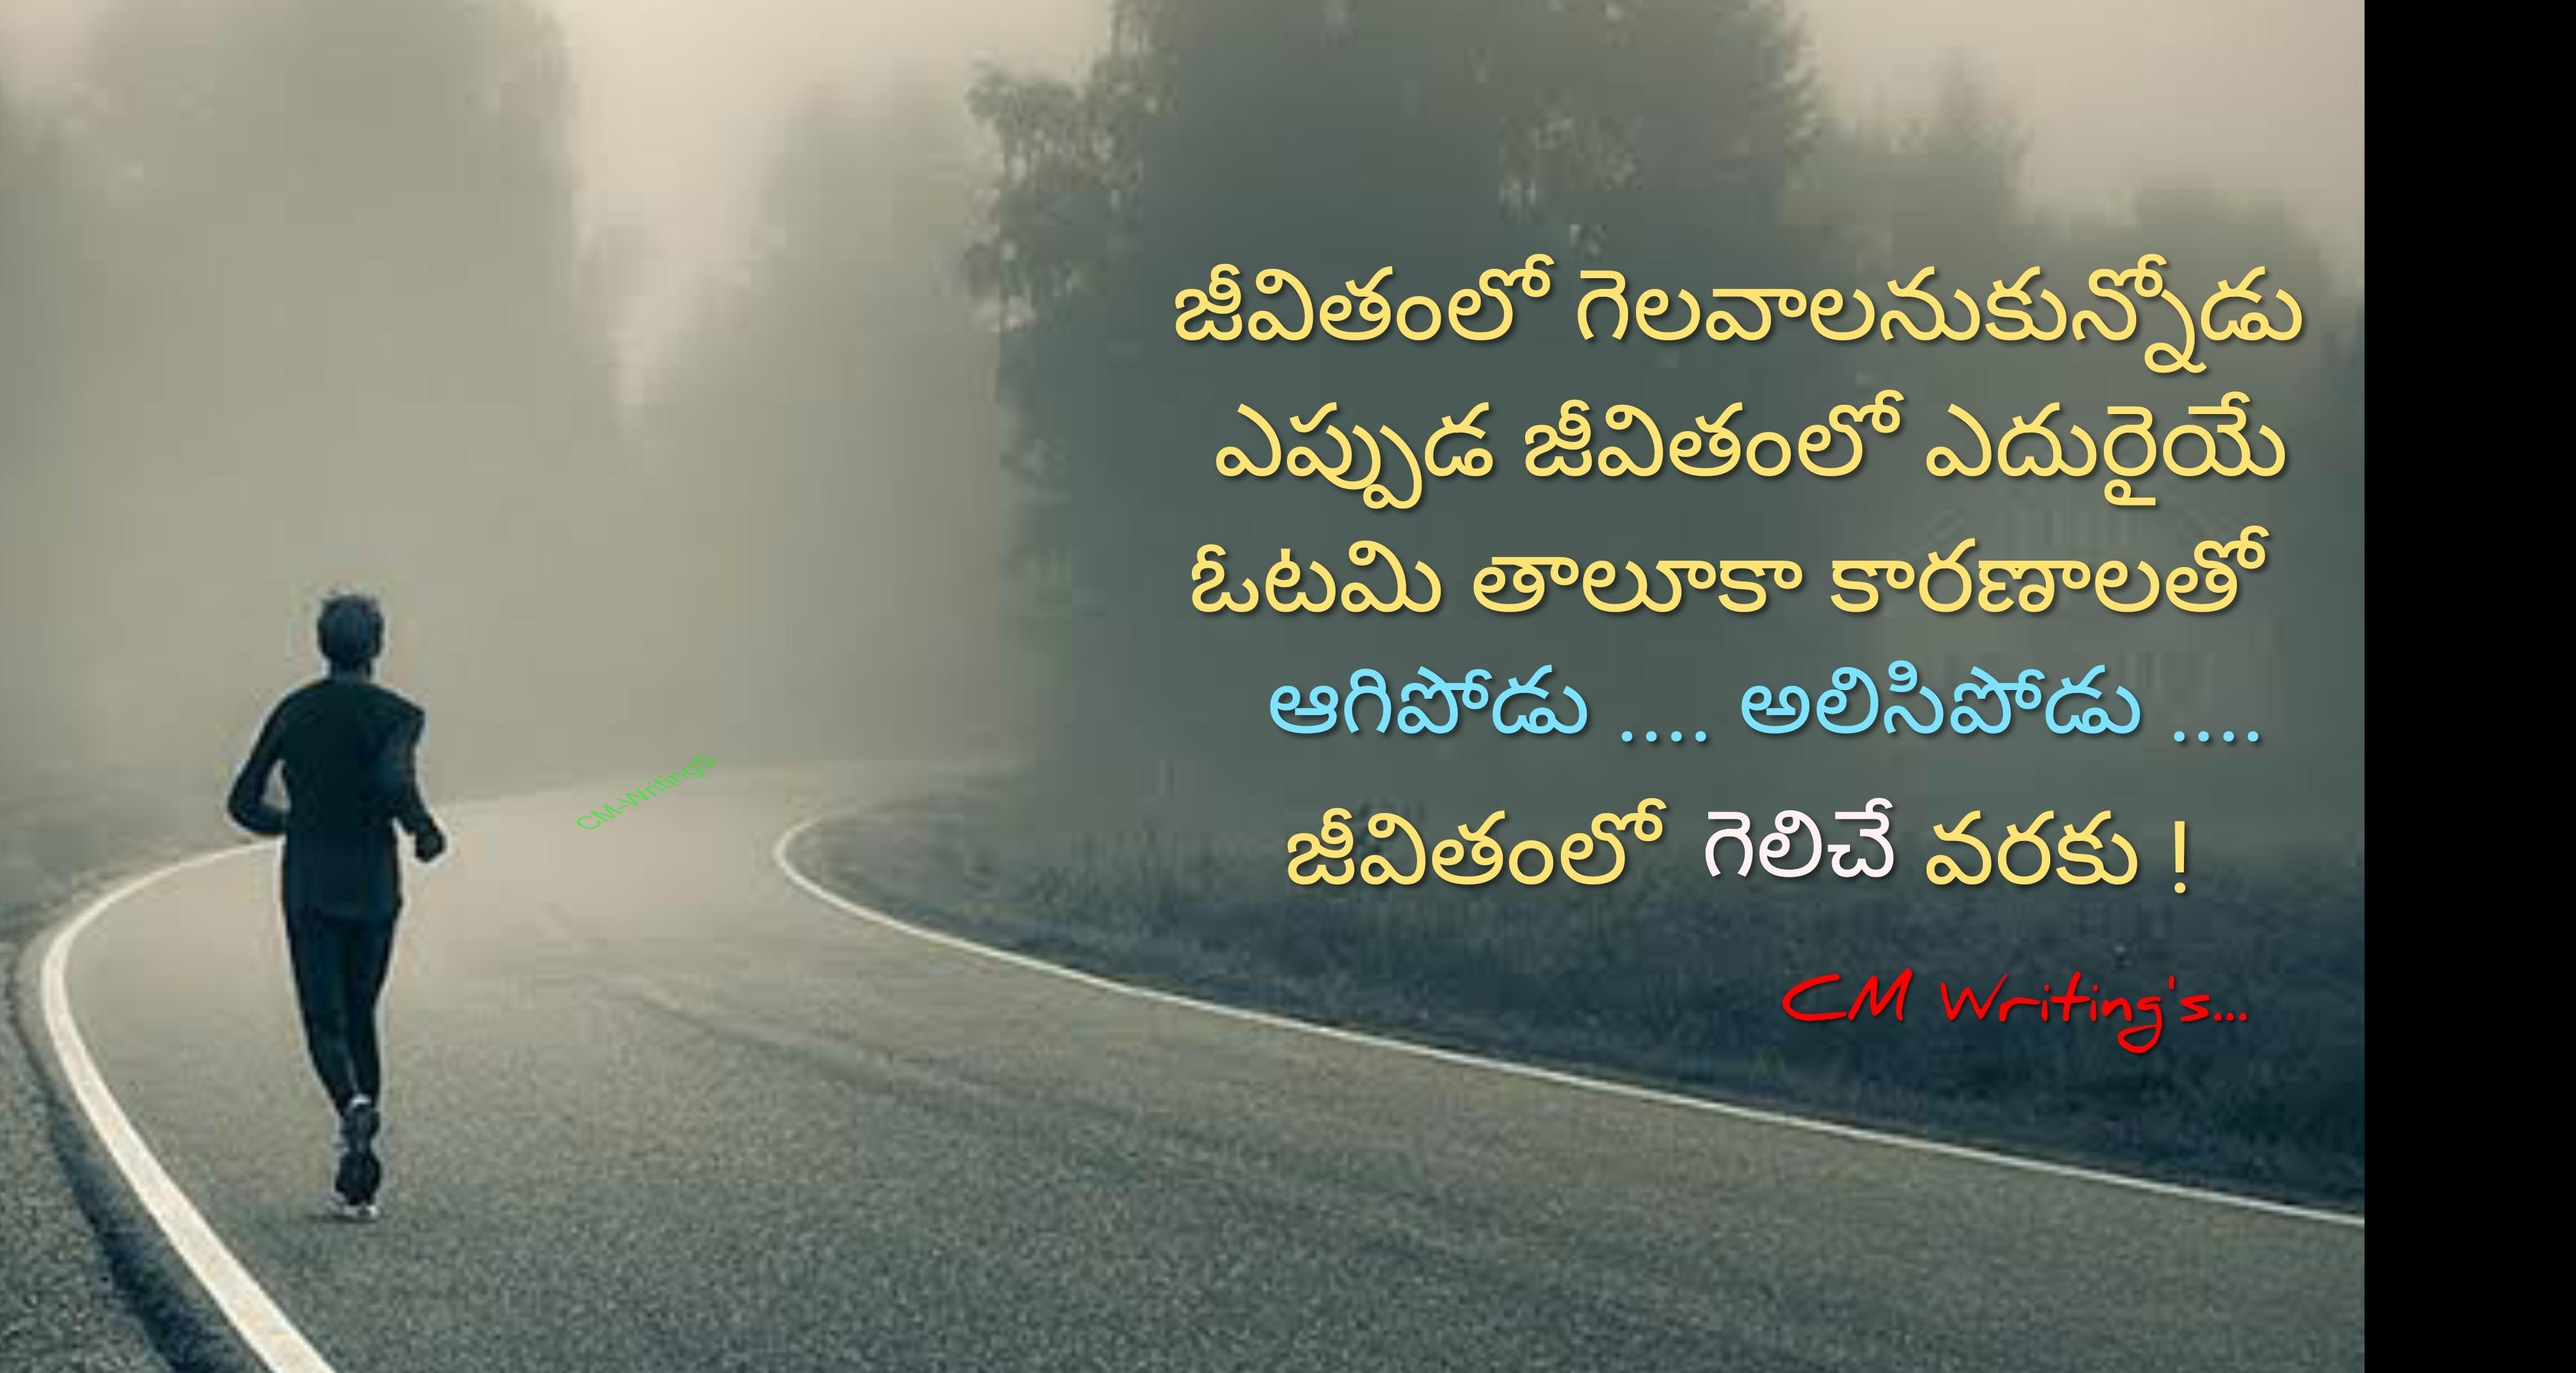 జీవితంలో గెలవాలనుకున్నోడు
ఎప్పుడ జీవితంలో ఎదురైయే
ఓటమి తాలూకా కారణాలతో
ఆగిపోడు .... అలిసిపోడు ....
జీవితంలో గెలిచే వరకు !
CM Writing's...
CM-WritingS